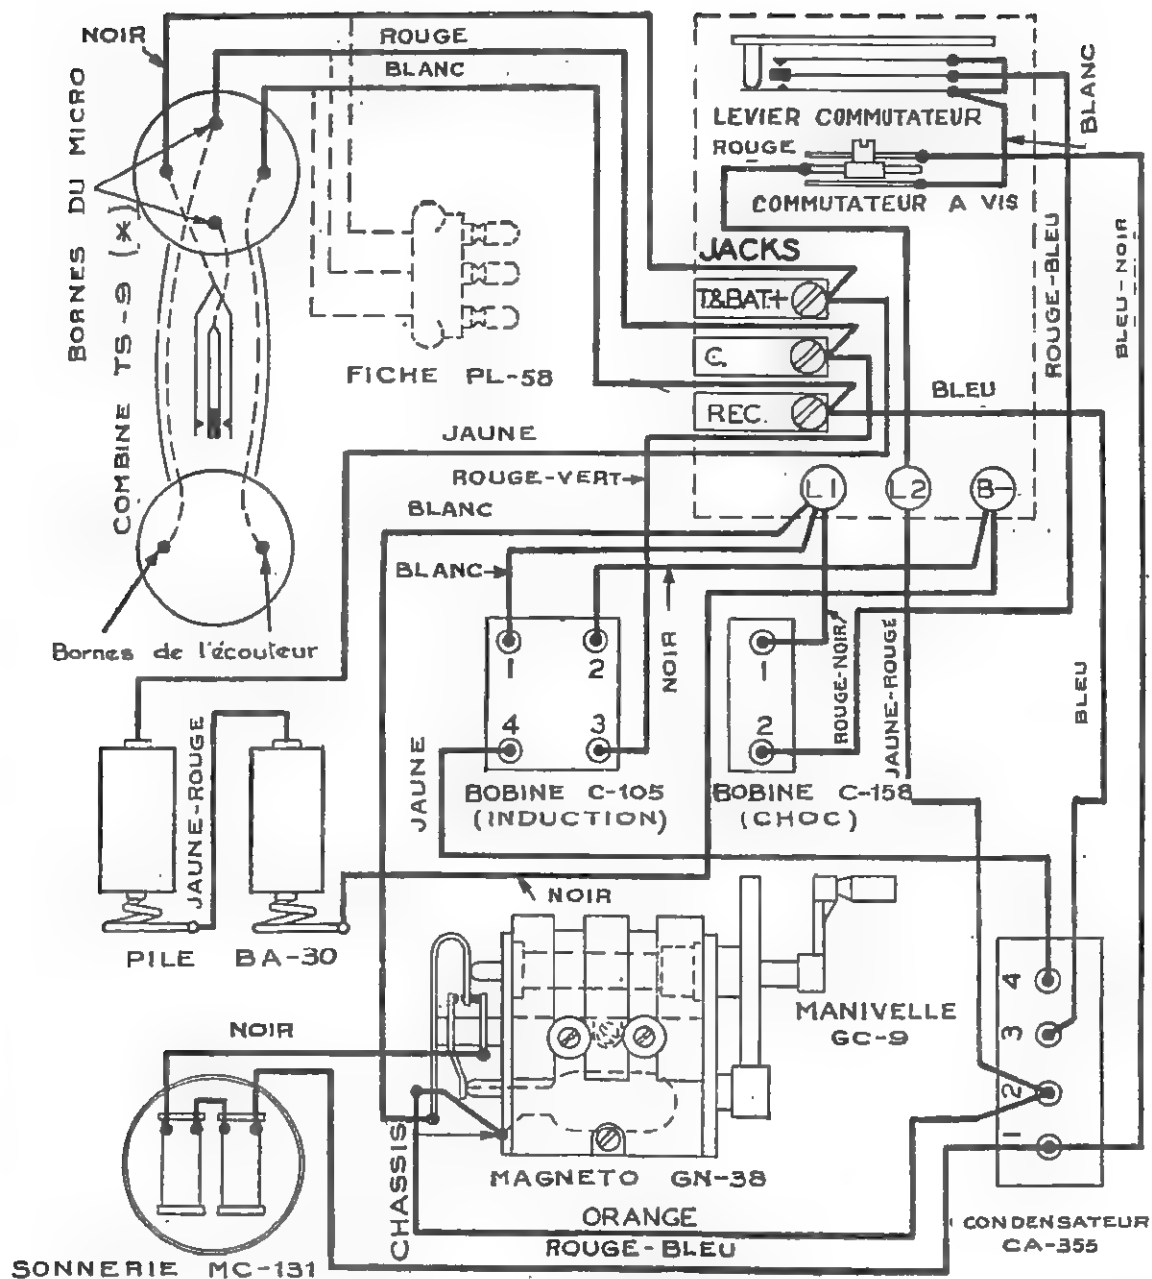 NOIR
ROUGE
BLANC
BORNES DU MICRO
COMBINE TS-9 (*)
LEVIER COMMUTATEUR
BLANC
ROUGE
COMMUTATEUR A VIS
JACKS
T&BAT.+
C.
REC.
ROUGE-BLEU
BLEU-NOIR
FICHE PL-58
BLEU
JAUNE
ROUGE-VERT
BLANC
L1
L2
B-
BLANC
Bornes de l'écouteur
1
2
4
3
NOIR
1
2
ROUGE-NOIR
JAUNE-ROUGE
BLEU
JAUNE-ROUGE
JAUNE
BOBINE C-105
(INDUCTION)
BOBINE C-158
(CHOC)
NOIR
PILE BA-30
MANIVELLE
GC-9
4
3
2
1
NOIR
CHASSIS
MAGNETO GN-38
ORANGE
ROUGE-BLEU
CONDENSATEUR
CA-355
SONNERIE MC-131